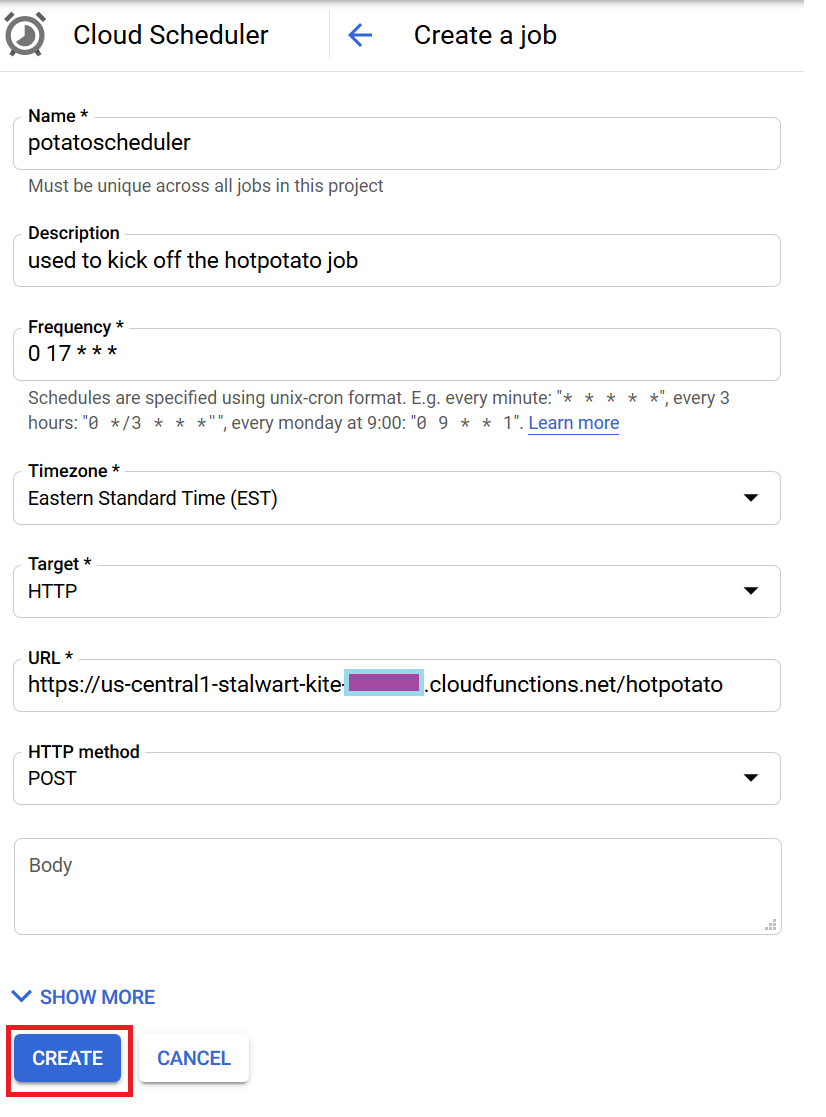 Cloud Scheduler
Create a job
Name *
potatoscheduler
Must be unique across all jobs in this project
Description
used to kick off the hotpotato job
Frequency *
0 17 * * *
Schedules are specified using unix-cron format. E.g. every minute: "* * * * *", every 3
hours: "0 */3 * * *"", every monday at 9:00: "0 9 * * 1". Learn more
Timezone *
Eastern Standard Time (EST)
Target *
HTTP
URL *
https://us-central1-stalwart-kite-.cloudfunctions.net/hotpotato
HTTP method
POST
Body
SHOW MORE
CREATE
CANCEL